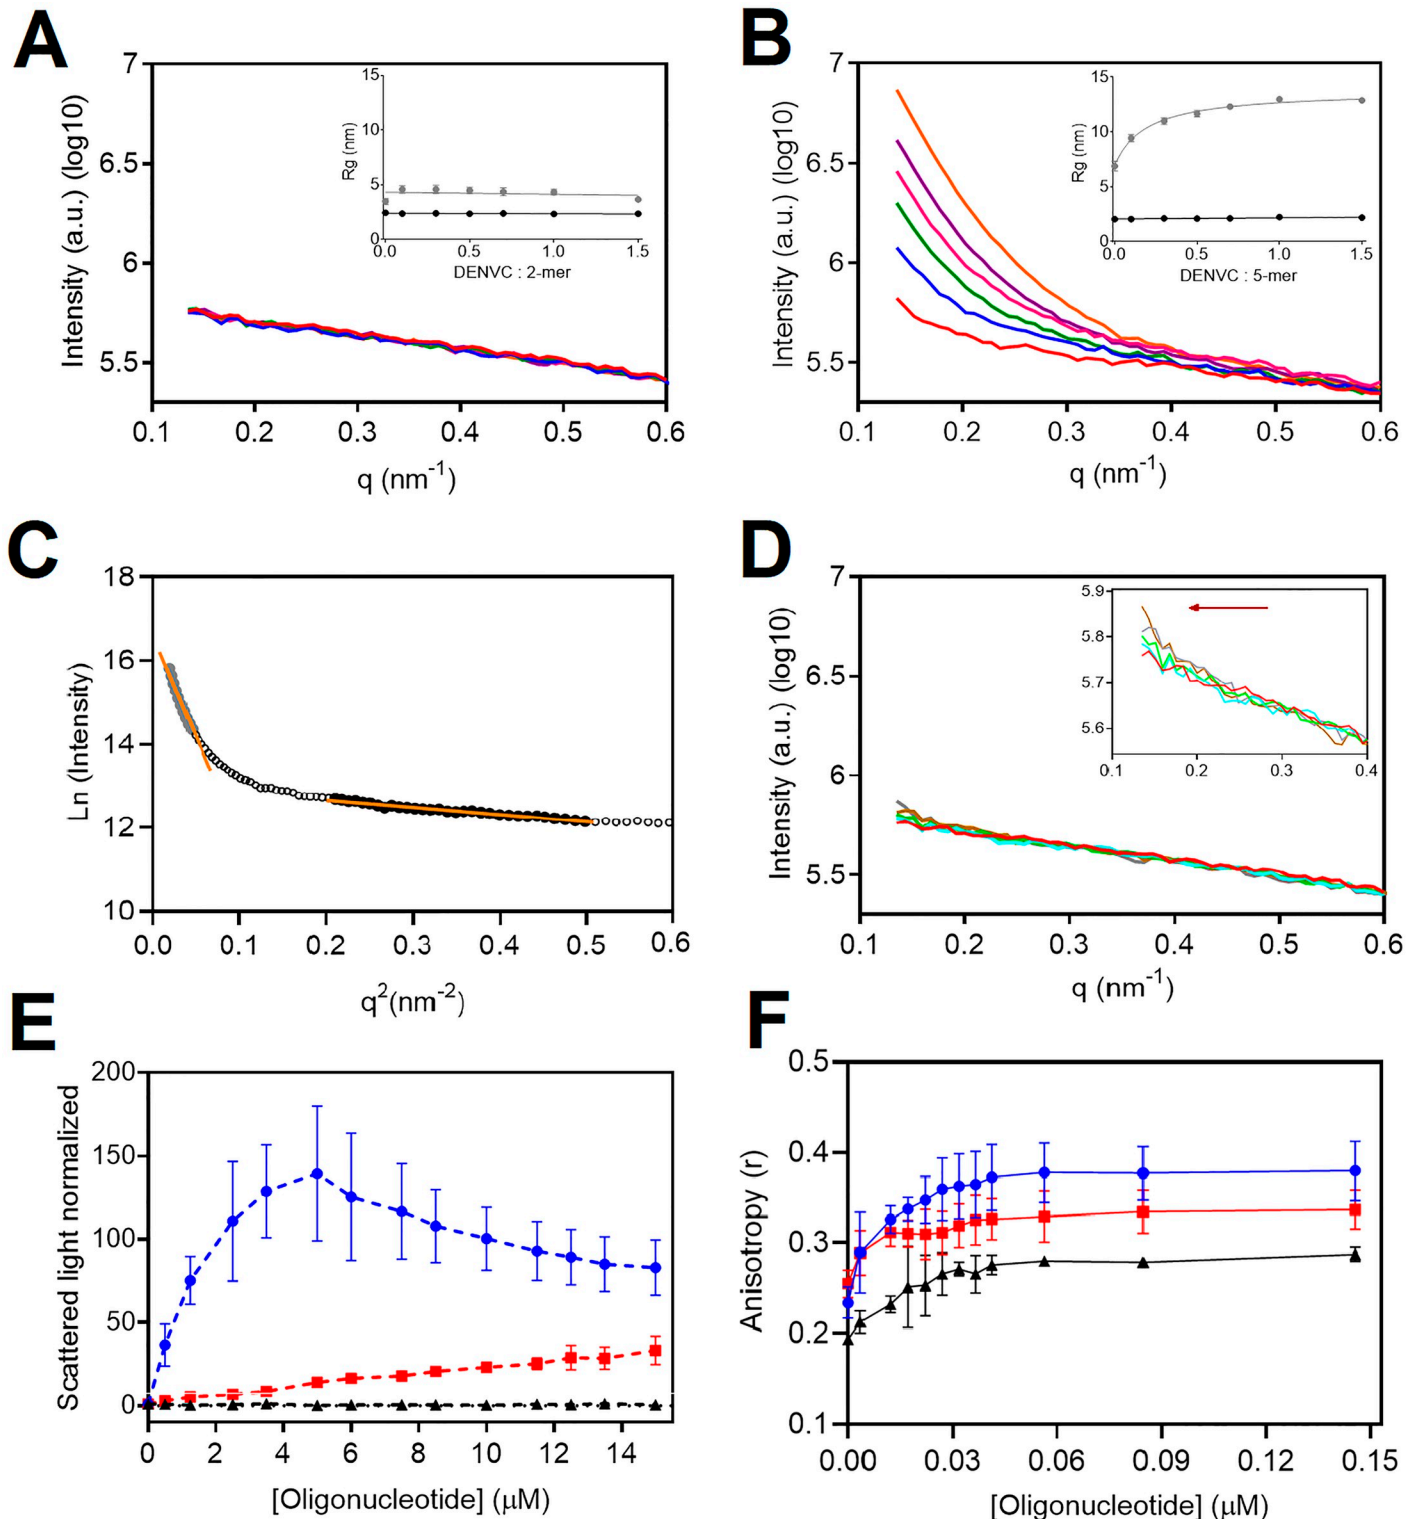 A
Intensity (a.u.) (log10)
7
6.5
6
5.5
0.1 0.2 0.3 0.4 0.5 0.6
q (nm-1)
Rg (nm)
15
10
5
0
0.0 0.5 1.0 1.5
DENVC : 2-mer
B
Intensity (a.u.) (log10)
7
6.5
6
5.5
0.1 0.2 0.3 0.4 0.5 0.6
q (nm-1)
Rg (nm)
15
10
5
0
0.0 0.5 1.0 1.5
DENVC : 5-mer
C
Ln (Intensity)
18
16
14
12
10
0.0 0.1 0.2 0.3 0.4 0.5 0.6
q2(nm-2)
D
Intensity (a.u.) (log10)
7
6.5
6
5.5
0.1 0.2 0.3 0.4 0.5 0.6
q (nm-1)
5.9
5.8
5.7
5.6
0.1 0.2 0.3 0.4
E
Scattered light normalized
200
150
100
50
0
0 2 4 6 8 10 12 14
[Oligonucleotide] (μM)
F
Anisotropy (r)
0.5
0.4
0.3
0.2
0.1
0.00 0.03 0.06 0.09 0.12 0.15
[Oligonucleotide] (μM)